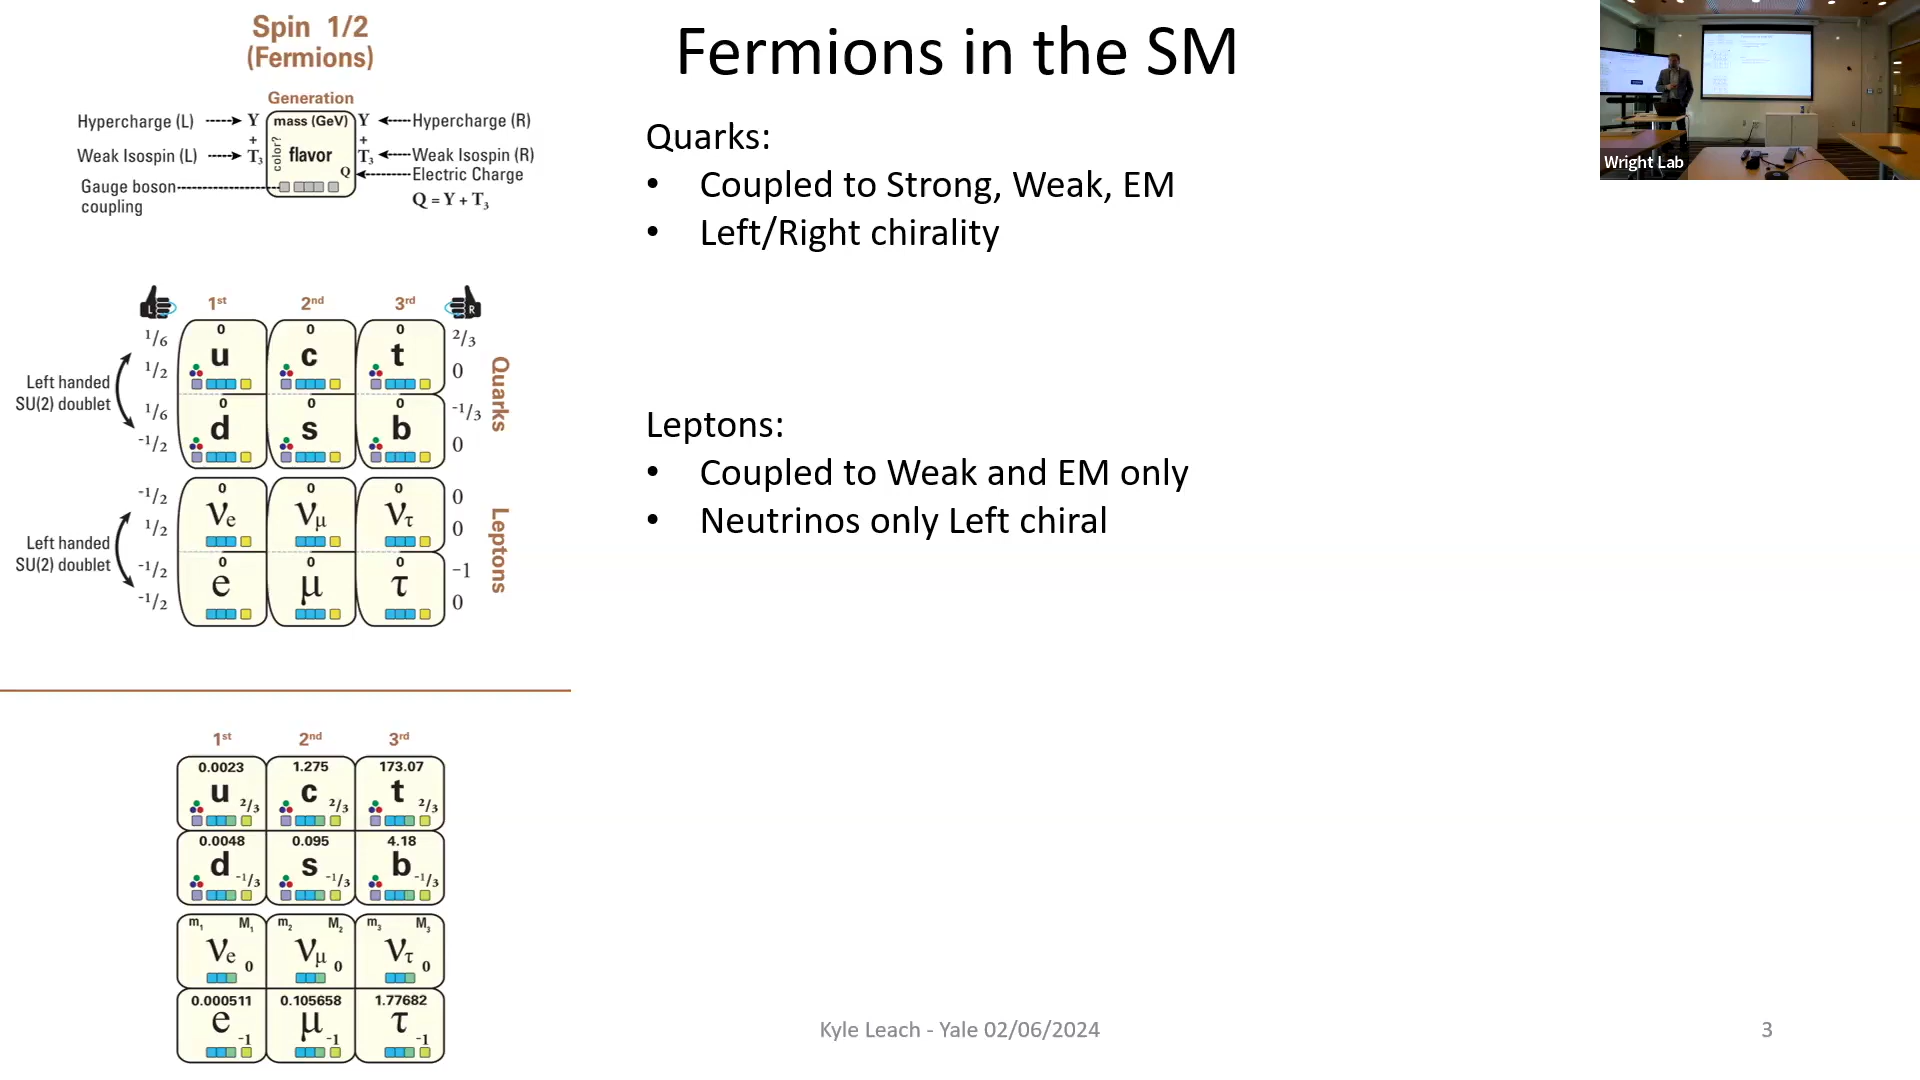 Fermions in the SM
Spin 1/2
(Fermions)
Generation
Hypercharge (L) Y mass (GeV) Y Hypercharge (R)
+ color? +
Weak Isospin (L) T3 flavor T3 Weak Isospin (R)
Q Electric Charge
Gauge boson coupling
Q = Y + T3
L 1st 2nd 3rd R
1/6 0 0 0 2/3
1/2 u c t 0
Left handed SU(2) doublet
1/6 0 0 0 -1/3
-1/2 d s b 0
Quarks
-1/2 0 0 0 0
1/2 νe νμ ντ 0
Left handed SU(2) doublet
-1/2 0 0 0 -1
-1/2 e μ τ 0
Leptons
1st 2nd 3rd
0.0023 1.275 173.07
u 2/3 c 2/3 t 2/3
0.0048 0.095 4.18
d -1/3 s -1/3 b -1/3
m1 M1 m2 M2 m3 M3
νe 0 νμ 0 ντ 0
0.000511 0.105658 1.77682
e -1 μ -1 τ -1
Quarks:
• Coupled to Strong, Weak, EM
• Left/Right chirality
Leptons:
• Coupled to Weak and EM only
• Neutrinos only Left chiral
Wright Lab
Kyle Leach - Yale 02/06/2024
3